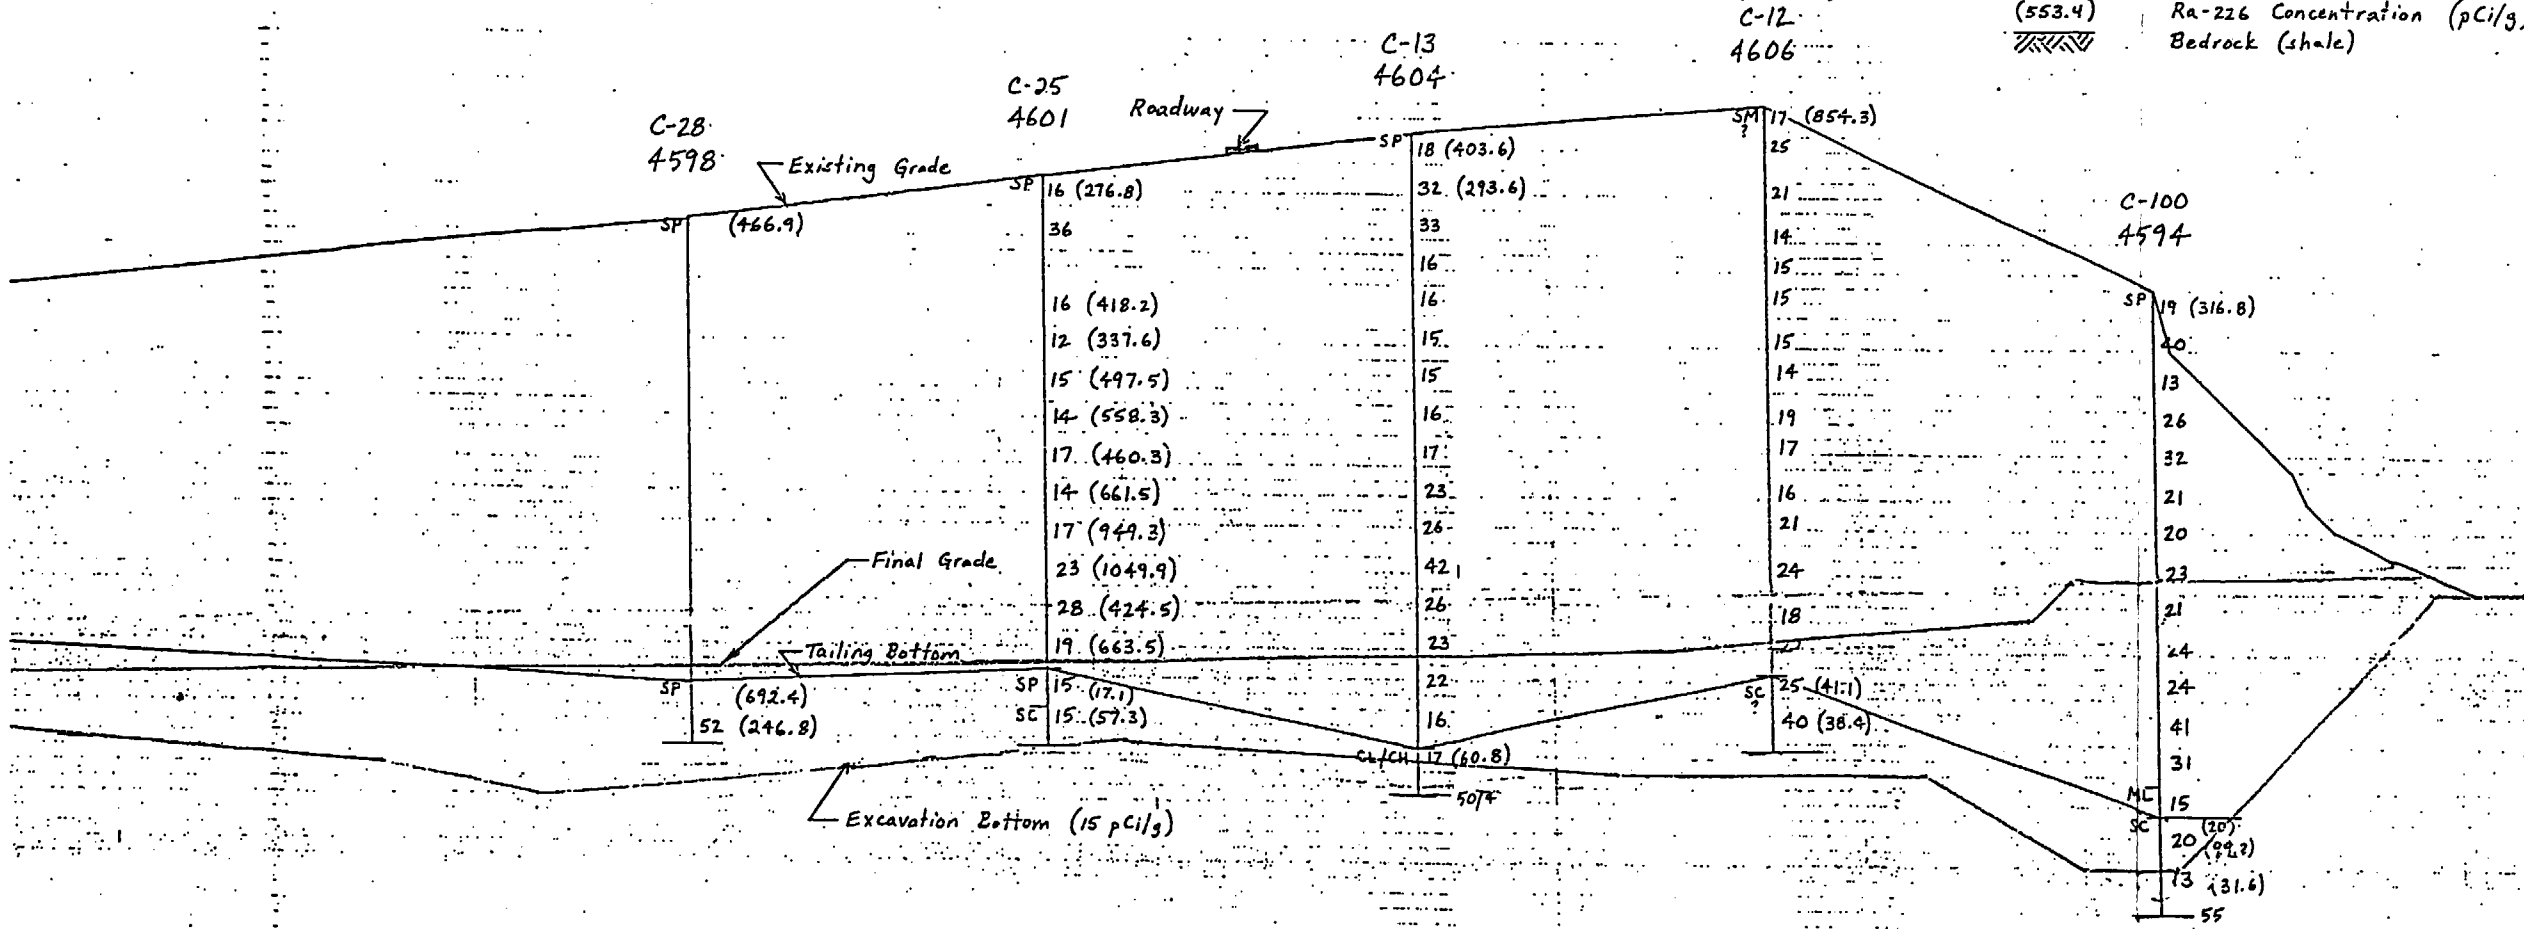 (553.4) Ra-226 Concentration (pCi/g)
Bedrock (shale)
C-28
4598
C-25
4601
C-13
4604
C-12
4606
C-100
4594
Existing Grade
Roadway
Final Grade
Tailing Bottom
Excavation Bottom (15 pCi/g)
SP (466.9)
SP (692.4)
52 (246.8)
SP 16 (276.8)
36
16 (418.2)
12 (337.6)
15 (497.5)
14 (558.3)
17 (460.3)
14 (661.5)
17 (949.3)
23 (1049.9)
28 (424.5)
19 (663.5)
SP 15 (17.1)
SC 15 (57.3)
SP 18 (403.6)
32 (293.6)
33
16
16
15
15
16
17
23
26
42
26
23
22
16
CL/CH 17 (60.8)
50/4
SM ? 17 (854.3)
25
21
14
15
15
15
14
19
17
16
21
24
18
SC ? 25 (41.1)
40 (38.4)
SP 19 (316.8)
40
13
26
32
21
20
23
21
24
24
41
31
ML 15
SC 20 (20)
13 (31.6)
55